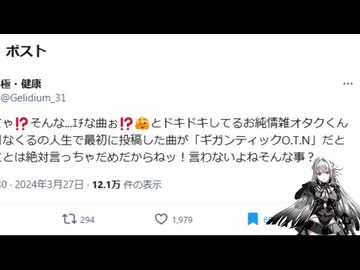 ポスト
極・健康
@Gelidium_31
ゃ⁉そんな...ｴﾁな曲ぉ⁉🥵とドキドキしてるお純情雑オタクくん
なくるの人生で最初に投稿した曲が「ギガンティックO.T.N」だと
ことは絶対言っちゃだめだからねッ！言わないよねそんな事？
30・2024年3月27日・12.1万 件の表示
294
1,979